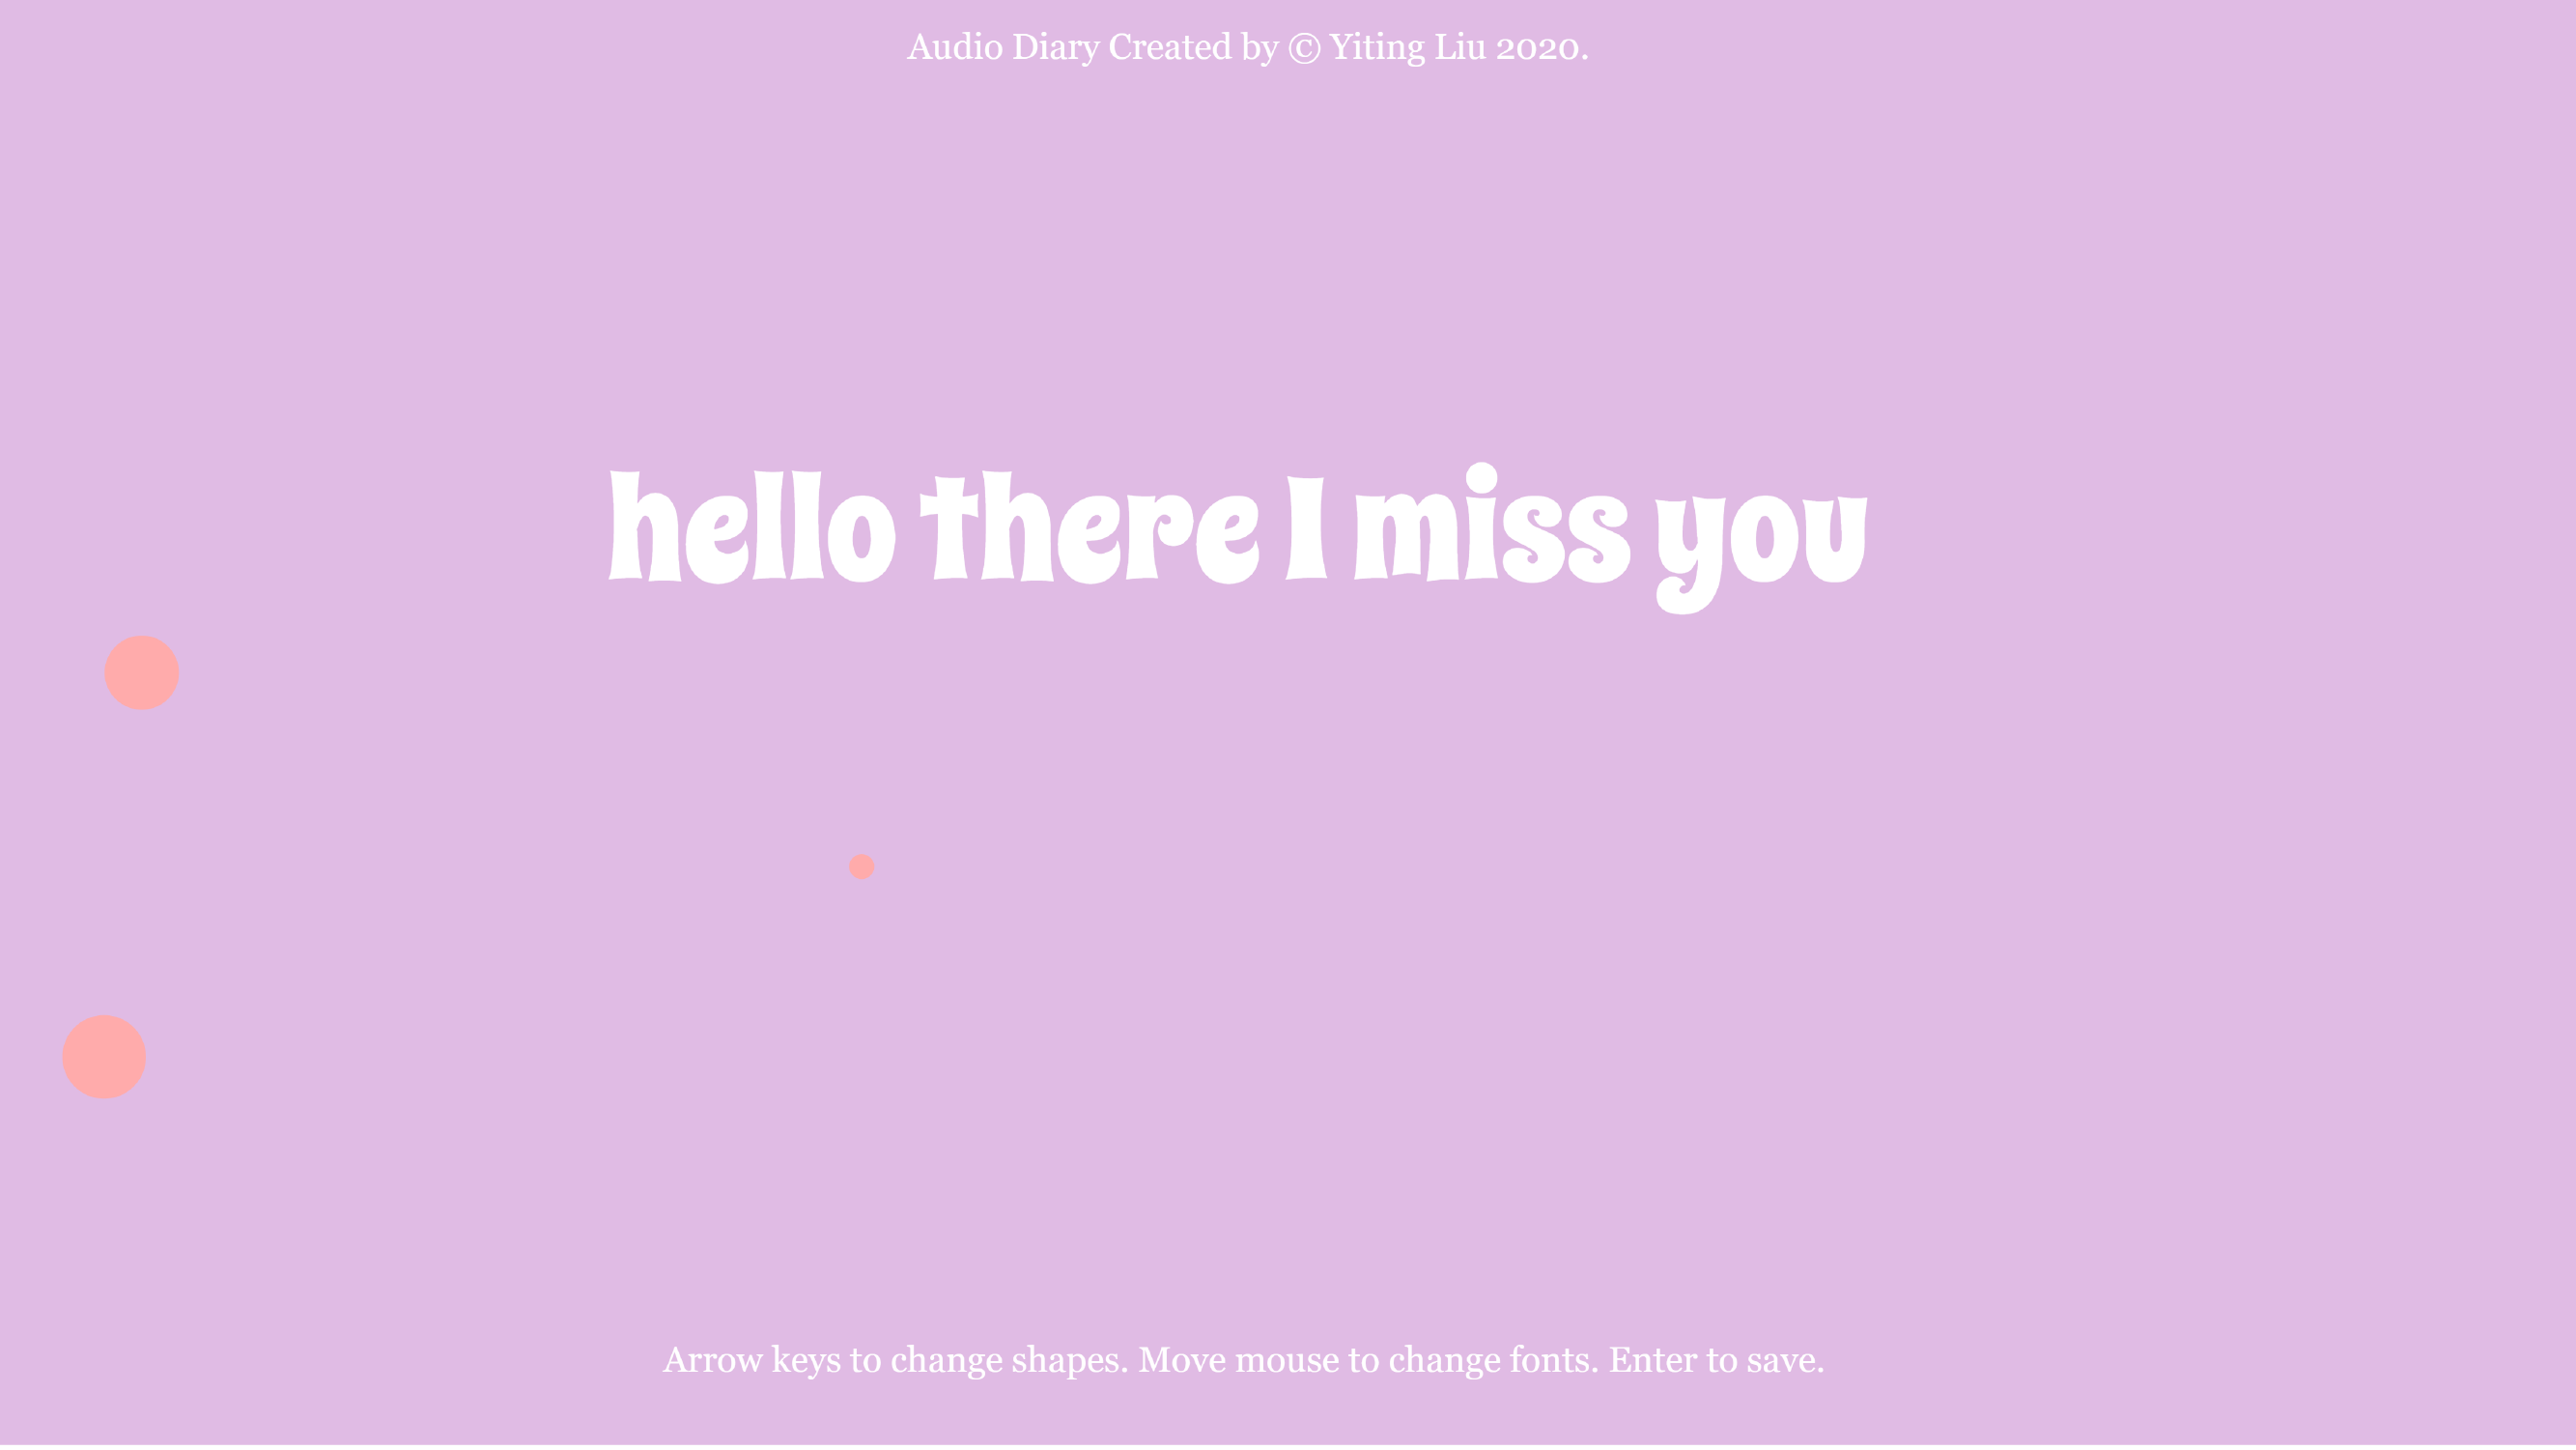 Audio Diary Created by © Yiting Liu 2020.
hello there I miss you
Arrow keys to change shapes. Move mouse to change fonts. Enter to save.